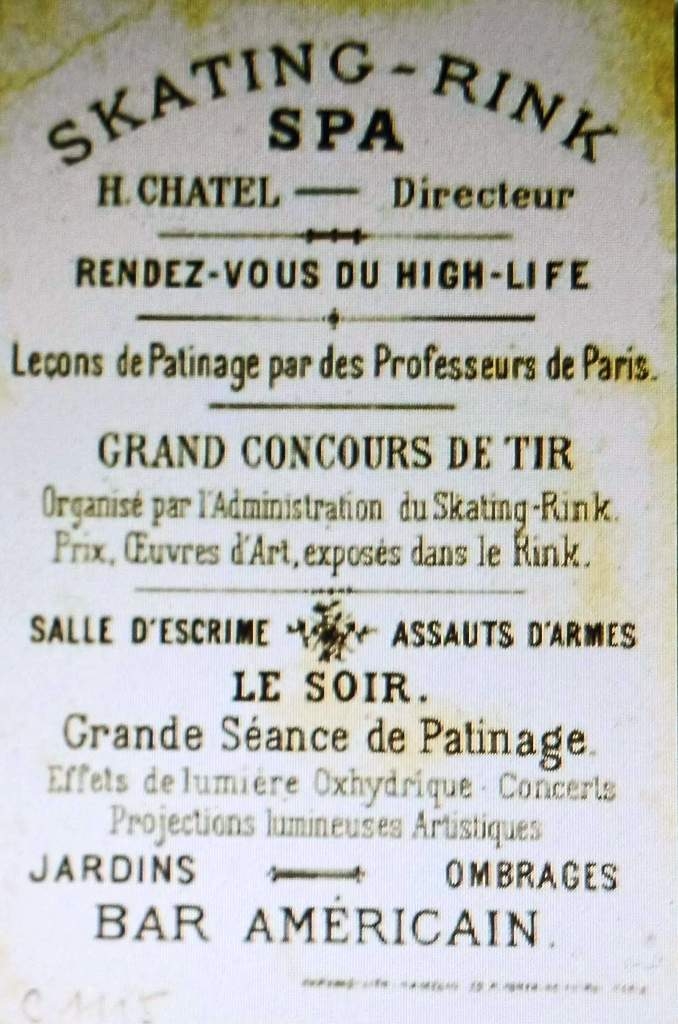 SKATING-RINK
SPA
H. CHATEL — Directeur
RENDEZ-VOUS DU HIGH-LIFE
Leçons de Patinage par des Professeurs de Paris.
GRAND CONCOURS DE TIR
Organisé par l'Administration du Skating-Rink.
Prix, Œuvres d'Art, exposés dans le Rink.
SALLE D'ESCRIME ASSAUTS D'ARMES
LE SOIR.
Grande Séance de Patinage.
Effets de lumière Oxhydrique - Concerts
Projections lumineuses Artistiques
JARDINS OMBRAGES
BAR AMÉRICAIN.
C 1115